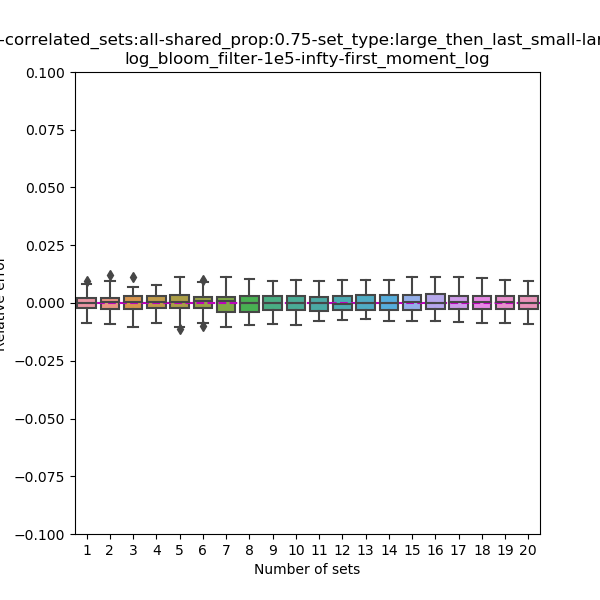 -correlated_sets:all-shared_prop:0.75-set_type:large_then_last_small-lar
log_bloom_filter-1e5-infty-first_moment_log
0.100
0.075
0.050
0.025
0.000
−0.025
−0.050
−0.075
−0.100
Relative error
1 2 3 4 5 6 7 8 9 10 11 12 13 14 15 16 17 18 19 20
Number of sets